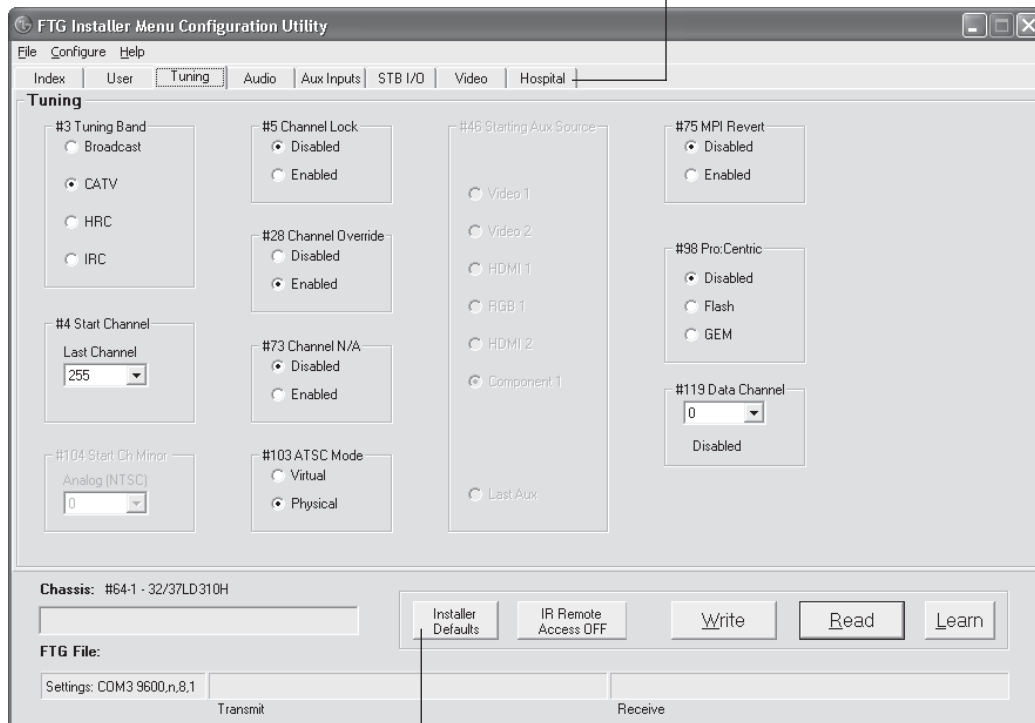 FTG Installer Menu Configuration Utility
File Configure Help
Index User Tuning Audio Aux Inputs STB I/O Video Hospital
Tuning
#3 Tuning Band
Broadcast
CATV
HRC
IRC
#4 Start Channel
Last Channel
255
#104 Start Ch Minor
Analog (NTSC)
0
#5 Channel Lock
Disabled
Enabled
#28 Channel Override
Disabled
Enabled
#73 Channel N/A
Disabled
Enabled
#103 ATSC Mode
Virtual
Physical
#46 Starting Aux Source
Video 1
Video 2
HDMI 1
RGB 1
HDMI 2
Component 1
Last Aux
#75 MPI Revert
Disabled
Enabled
#98 Pro:Centric
Disabled
Flash
GEM
#119 Data Channel
0
Disabled
Chassis: #64-1 - 32/37LD310H
Installer
Defaults
IR Remote
Access OFF
Write
Read
Learn
FTG File:
Settings: COM3 9600,n,8,1
Transmit
Receive